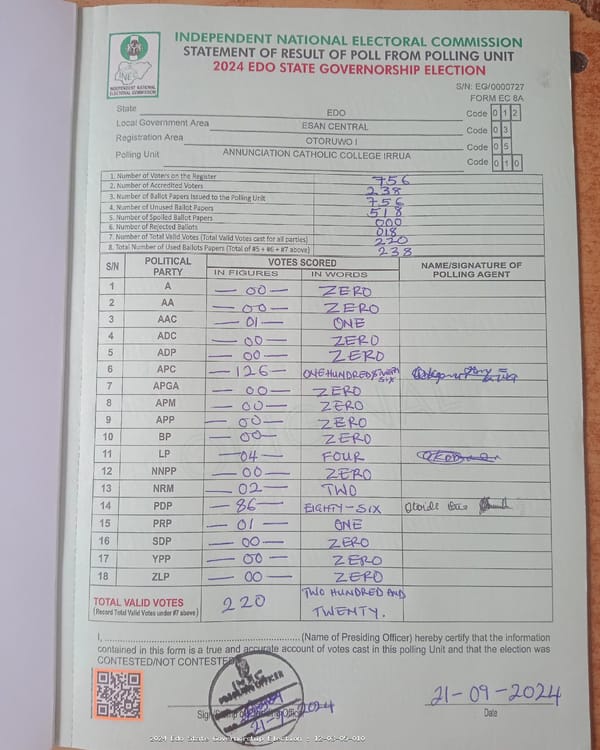 INDEPENDENT NATIONAL ELECTORAL COMMISSION
STATEMENT OF RESULT OF POLL FROM POLLING UNIT
2024 EDO STATE GOVERNORSHIP ELECTION
INEC
INDEPENDENT NATIONAL
ELECTORAL COMMISSION
S/N: EG/0000727
FORM EC 8A
State EDO Code 0 1 2
Local Government Area ESAN CENTRAL Code 0 3
Registration Area OTORUWO I Code 0 5
Polling Unit ANNUNCIATION CATHOLIC COLLEGE IRRUA Code 0 1 0
1. Number of Voters on the Register 756
2. Number of Accredited Voters 238
3. Number of Ballot Papers Issued to the Polling Unit 756
4. Number of Unused Ballot Papers 518
5. Number of Spoiled Ballot Papers 000
6. Number of Rejected Ballots 018
7. Number of Total Valid Votes (Total Valid Votes cast for all parties) 220
8. Total Number of Used Ballots Papers (Total of #5 + #6 + #7 above) 238
S/N POLITICAL PARTY VOTES SCORED NAME/SIGNATURE OF POLLING AGENT
IN FIGURES IN WORDS
1 A — 00 — ZERO
2 AA — 00 — ZERO
3 AAC — 01 — ONE
4 ADC — 00 — ZERO
5 ADP — 00 — ZERO
6 APC — 126 — ONE HUNDRED SIX
7 APGA — 00 — ZERO
8 APM — 00 — ZERO
9 APP — 00 — ZERO
10 BP — 00 — ZERO
11 LP — 04 — FOUR
12 NNPP — 00 — ZERO
13 NRM — 02 — TWO
14 PDP — 86 — EIGHTY-SIX
15 PRP — 01 — ONE
16 SDP — 00 — ZERO
17 YPP — 00 — ZERO
18 ZLP — 00 — ZERO
TOTAL VALID VOTES 220 TWO HUNDRED AND
(Record Total Valid Votes under #7 above) TWENTY.
I, (Name of Presiding Officer) hereby certify that the information
contained in this form is a true and accurate account of votes cast in this polling Unit and that the election was
CONTESTED/NOT CONTESTED
INEC
PRESIDING OFFICER
21-09-2024
Date
2024 Edo State Governorship Election - 12-03-05-010